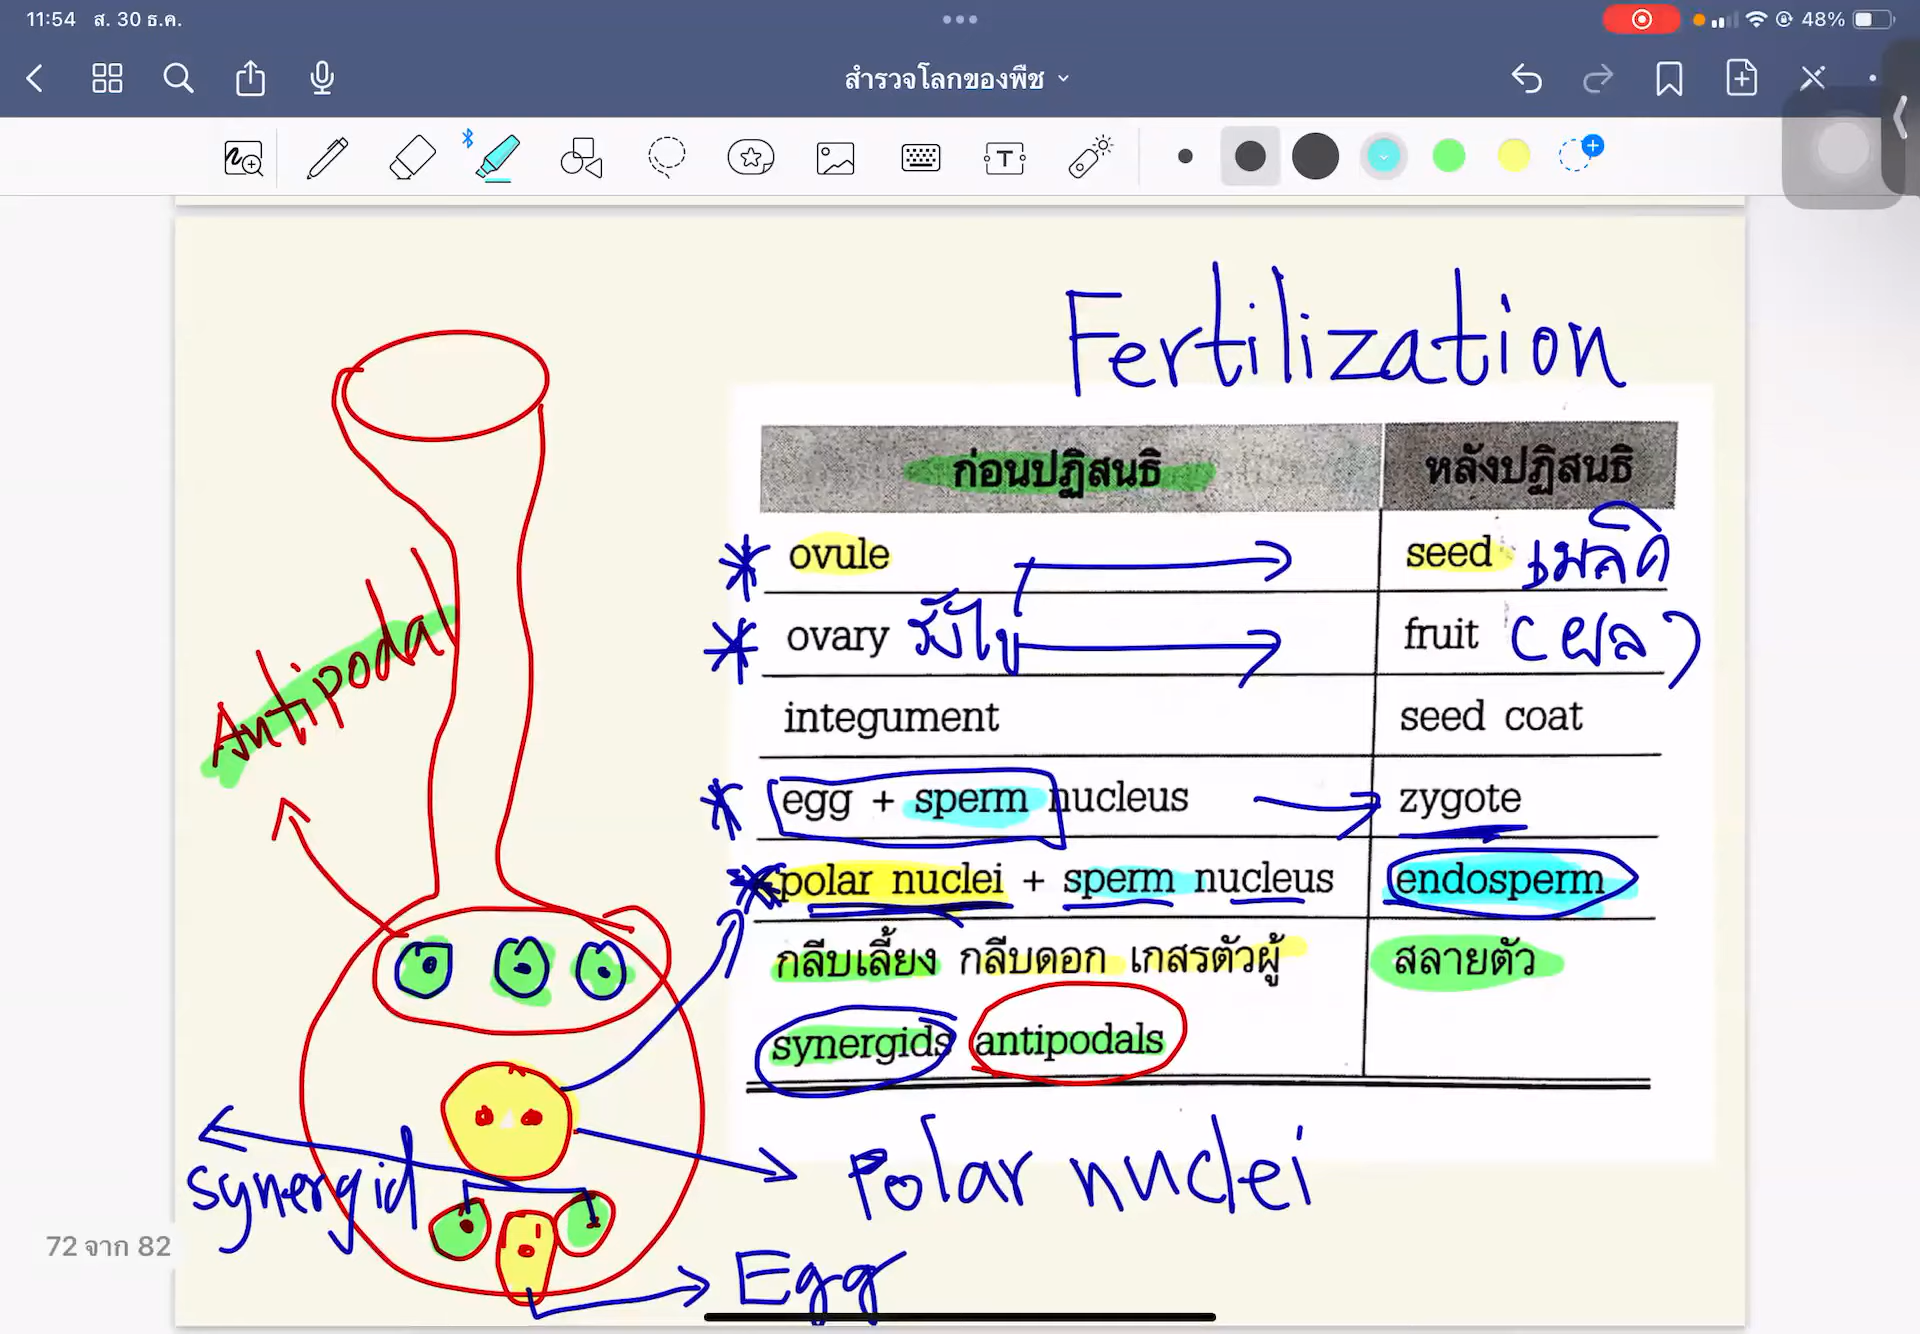 11:54 ส. 30 ธ.ค.
48%
สำรวจโลกของพืช
T
Fertilization
ก่อนปฏิสนธิ หลังปฏิสนธิ
ovule seed เมล็ด
ovary รังไข่ fruit (ผล)
integument seed coat
egg + sperm nucleus zygote
polar nuclei + sperm nucleus endosperm
กลีบเลี้ยง กลีบดอก เกสรตัวผู้ สลายตัว
synergids antipodals
Antipodal
Polar nuclei
synergid
Egg
72 จาก 82